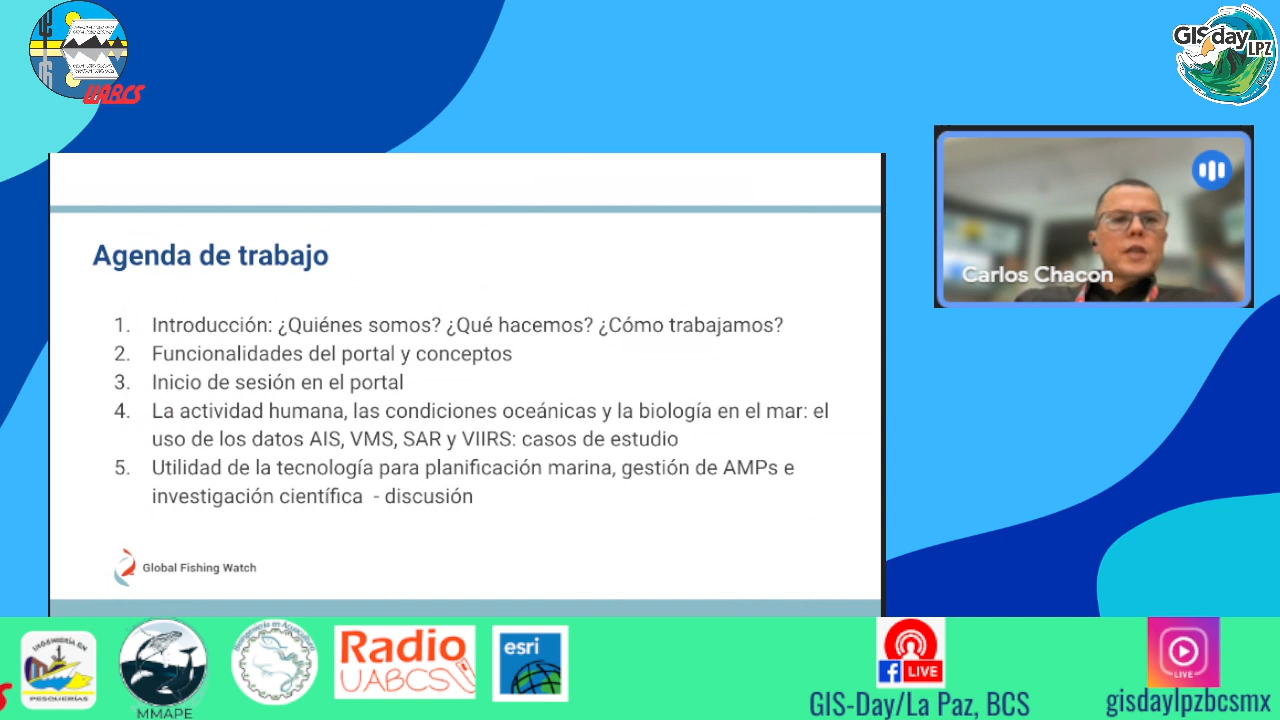 UABCS
GISday
LPZ
Carlos Chacon
Agenda de trabajo
1. Introducción: ¿Quiénes somos? ¿Qué hacemos? ¿Cómo trabajamos?
2. Funcionalidades del portal y conceptos
3. Inicio de sesión en el portal
4. La actividad humana, las condiciones oceánicas y la biología en el mar: el
uso de los datos AIS, VMS, SAR y VIIRS: casos de estudio
5. Utilidad de la tecnología para planificación marina, gestión de AMPs e
investigación científica - discusión
Global Fishing Watch
INGENIERÍA EN
PESQUERÍAS
MMAPE
Radio
UABCS
esri
LIVE
GIS-Day/La Paz, BCS
LIVE
gisdaylpzbcsmx